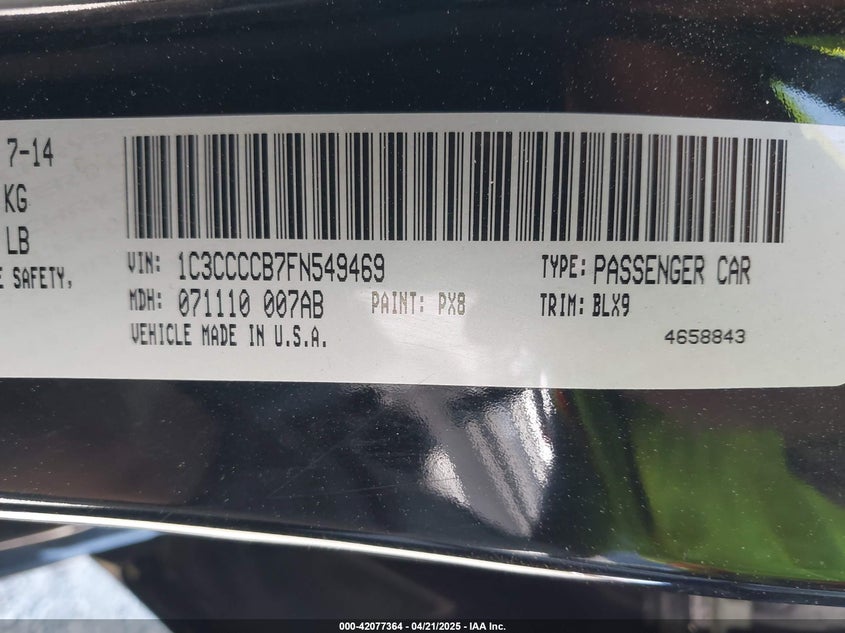 7-14
KG
LB
E SAFETY,
VIN: 1C3CCCCB7FN549469 TYPE: PASSENGER CAR
MDH: 071110 007AB PAINT: PX8 TRIM: BLX9
VEHICLE MADE IN U.S.A. 4658843
000-42077364 | 04/21/2025 | IAA Inc.